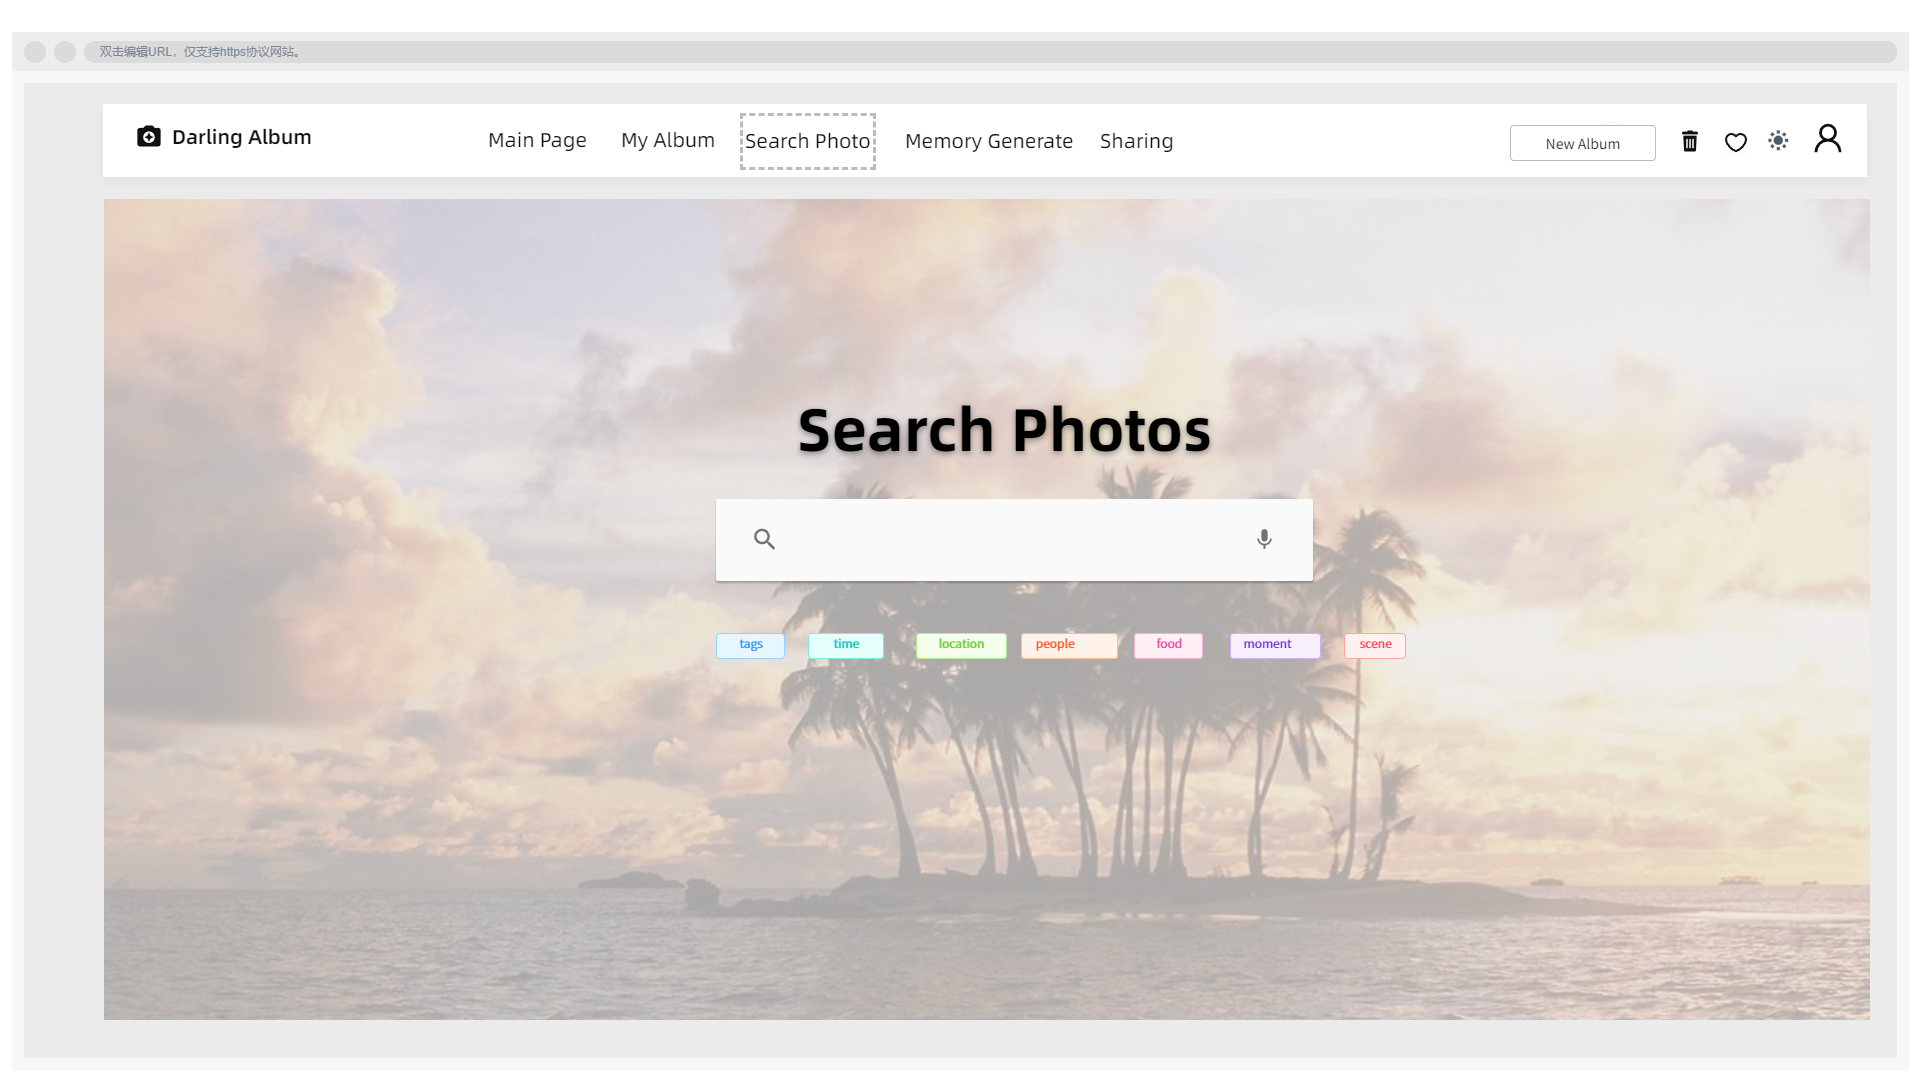 双击编辑URL，仅支持https协议网站。
Darling Album
Main Page
My Album
Search Photo
Memory Generate
Sharing
New Album
Search Photos
tags
time
location
people
food
moment
scene